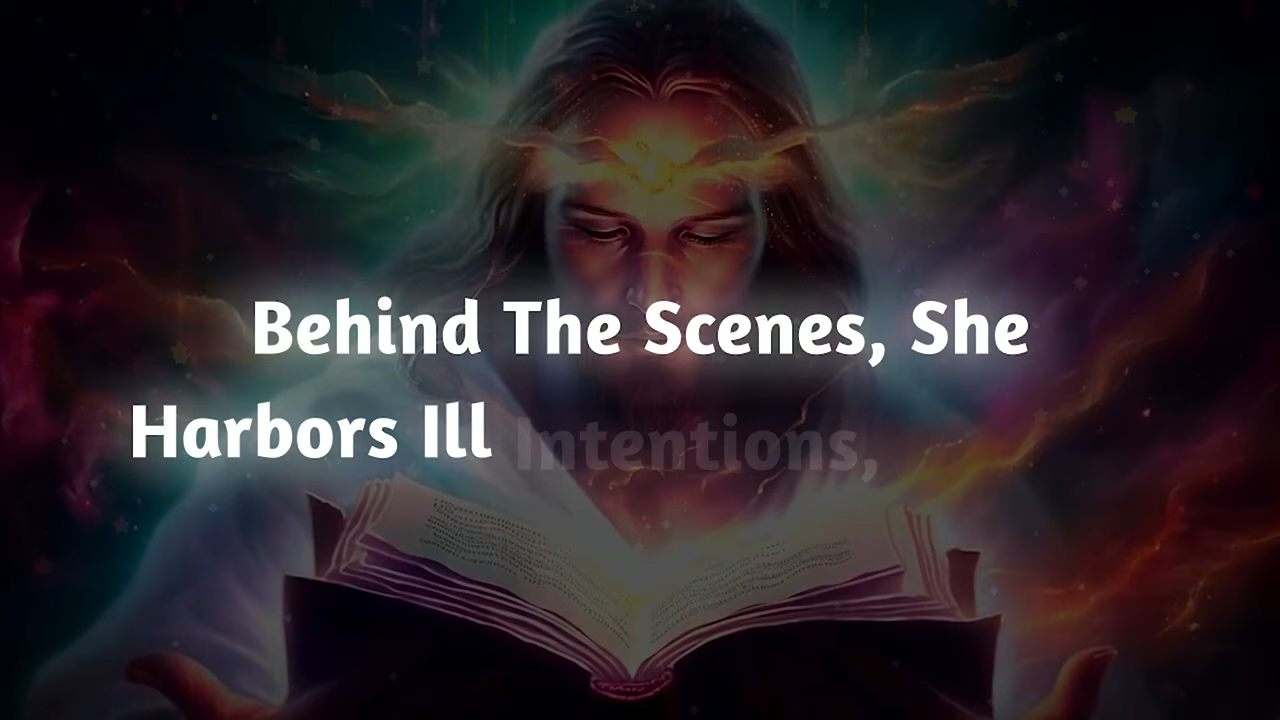 Behind The Scenes, She
Harbors Ill Intentions,